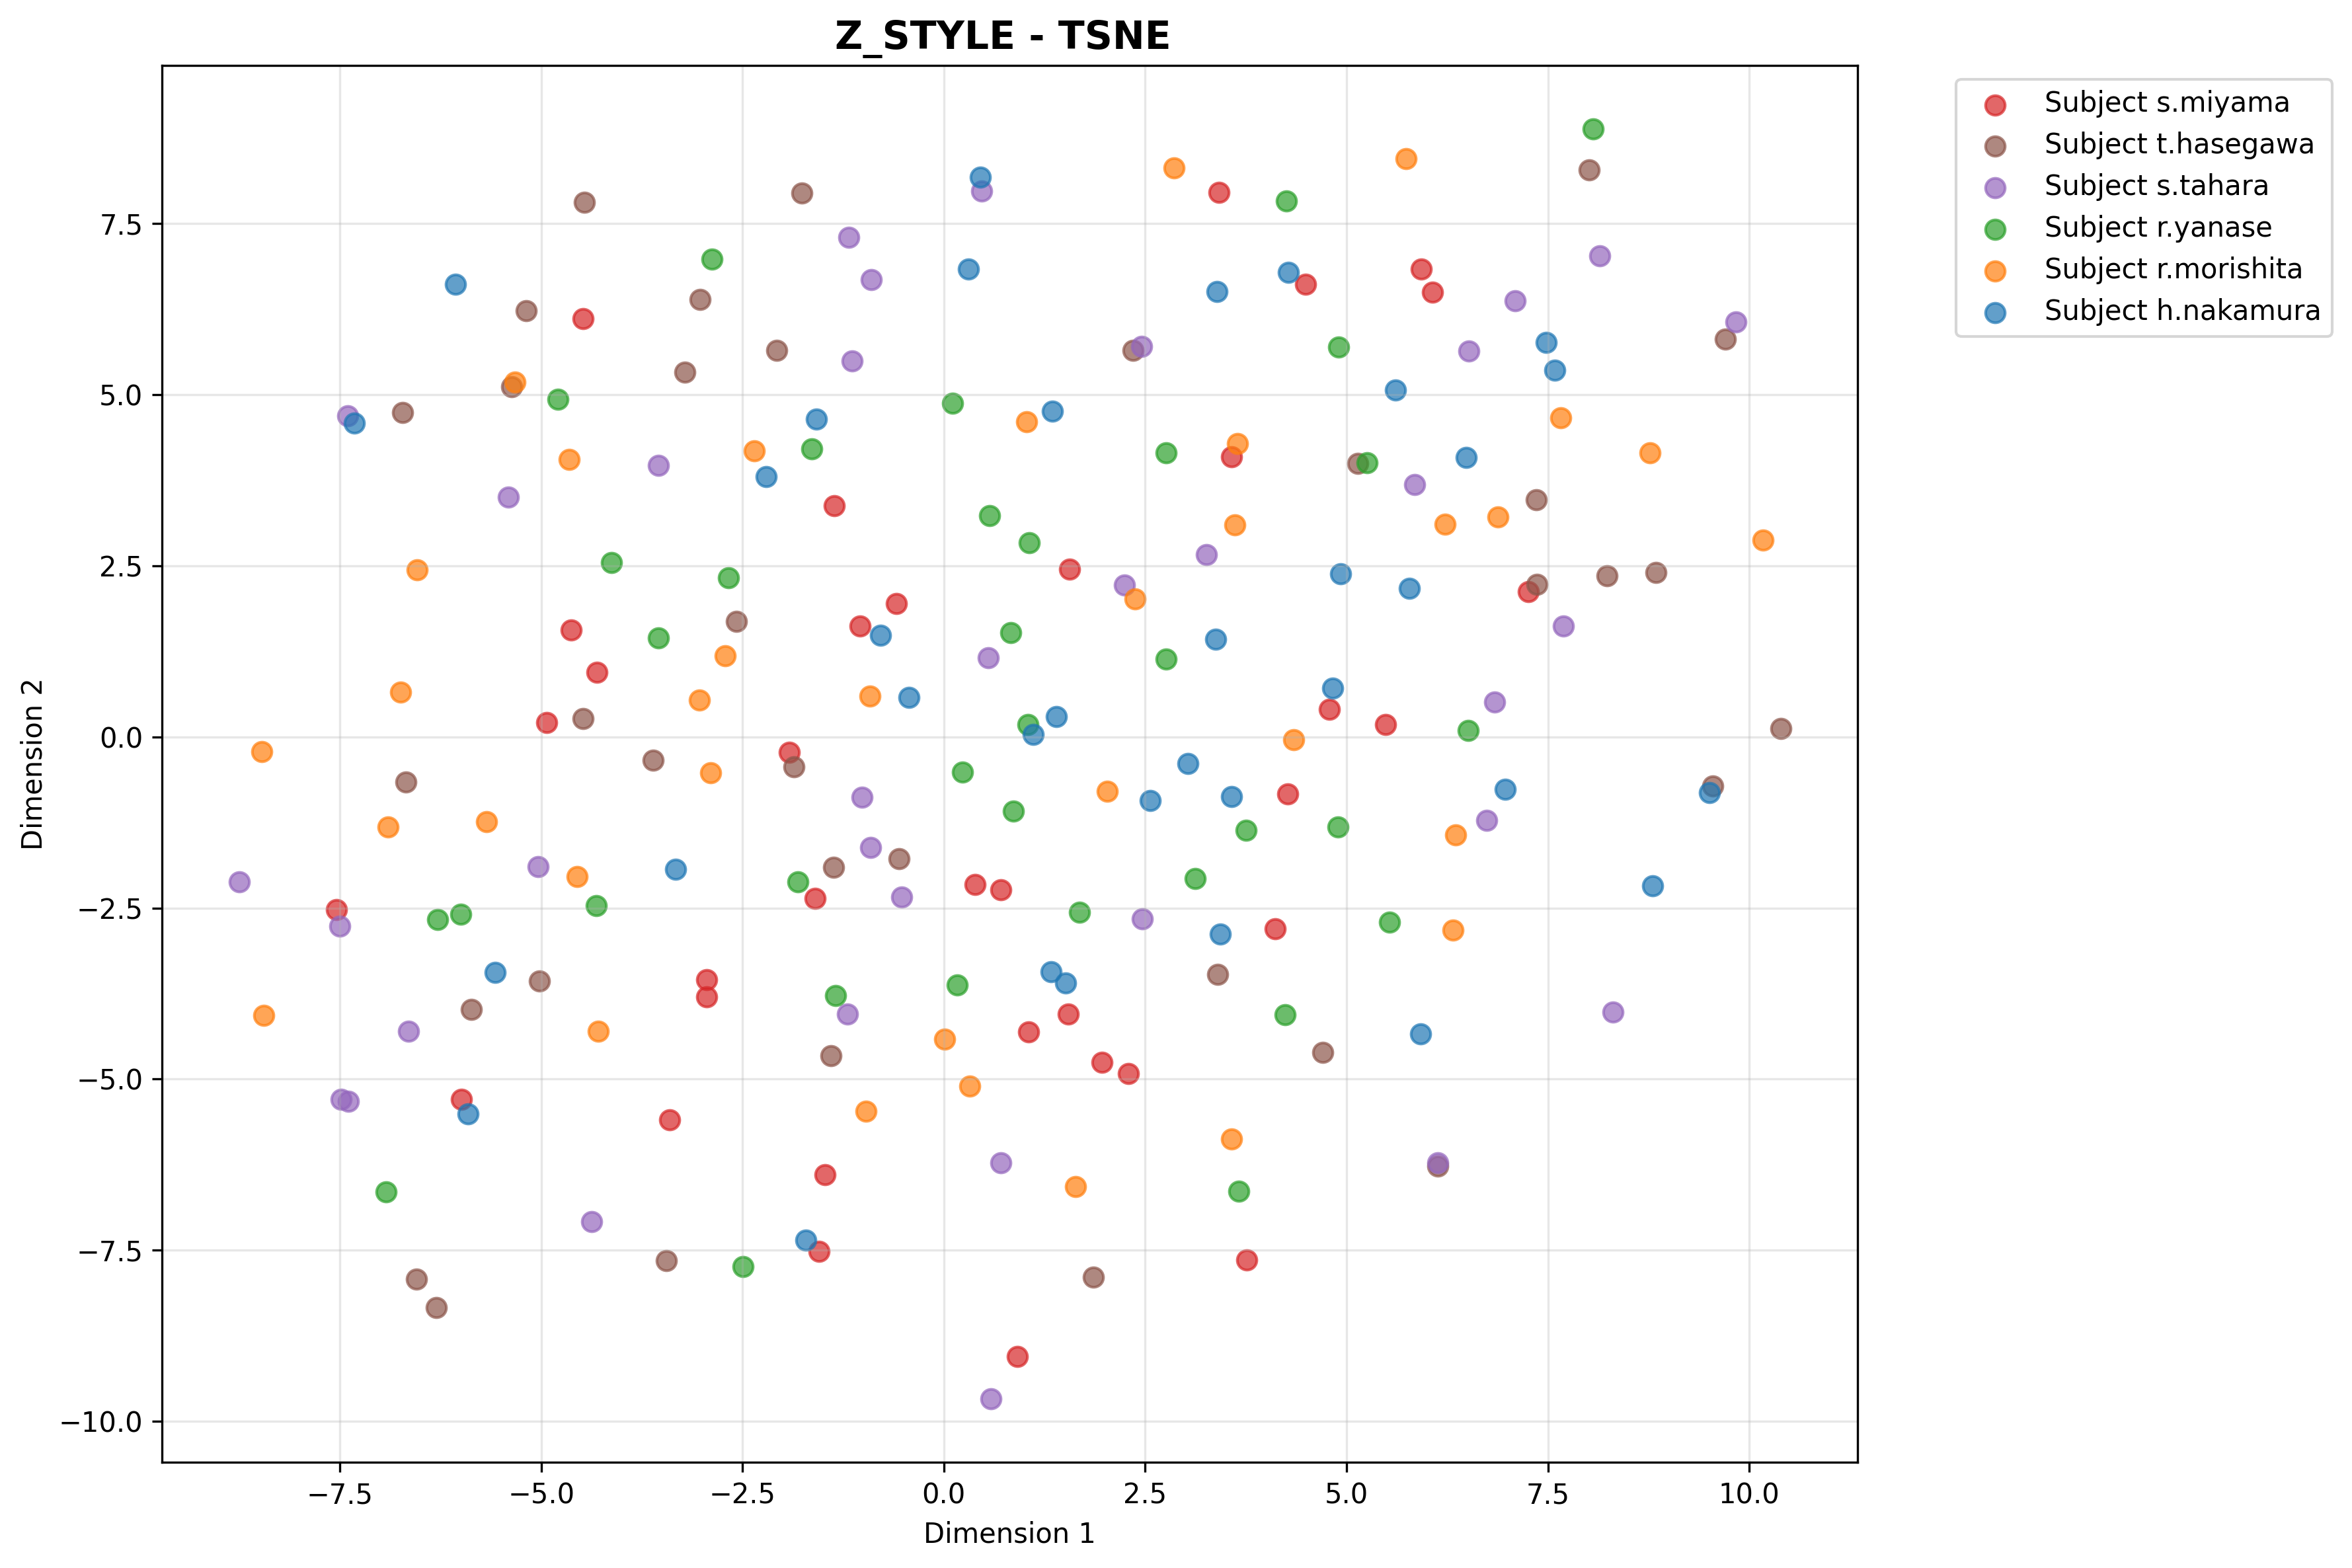 Z_STYLE - TSNE
Subject s.miyama
Subject t.hasegawa
Subject s.tahara
Subject r.yanase
Subject r.morishita
Subject h.nakamura
7.5
5.0
2.5
0.0
−2.5
−5.0
−7.5
−10.0
Dimension 2
−7.5 −5.0 −2.5 0.0 2.5 5.0 7.5 10.0
Dimension 1